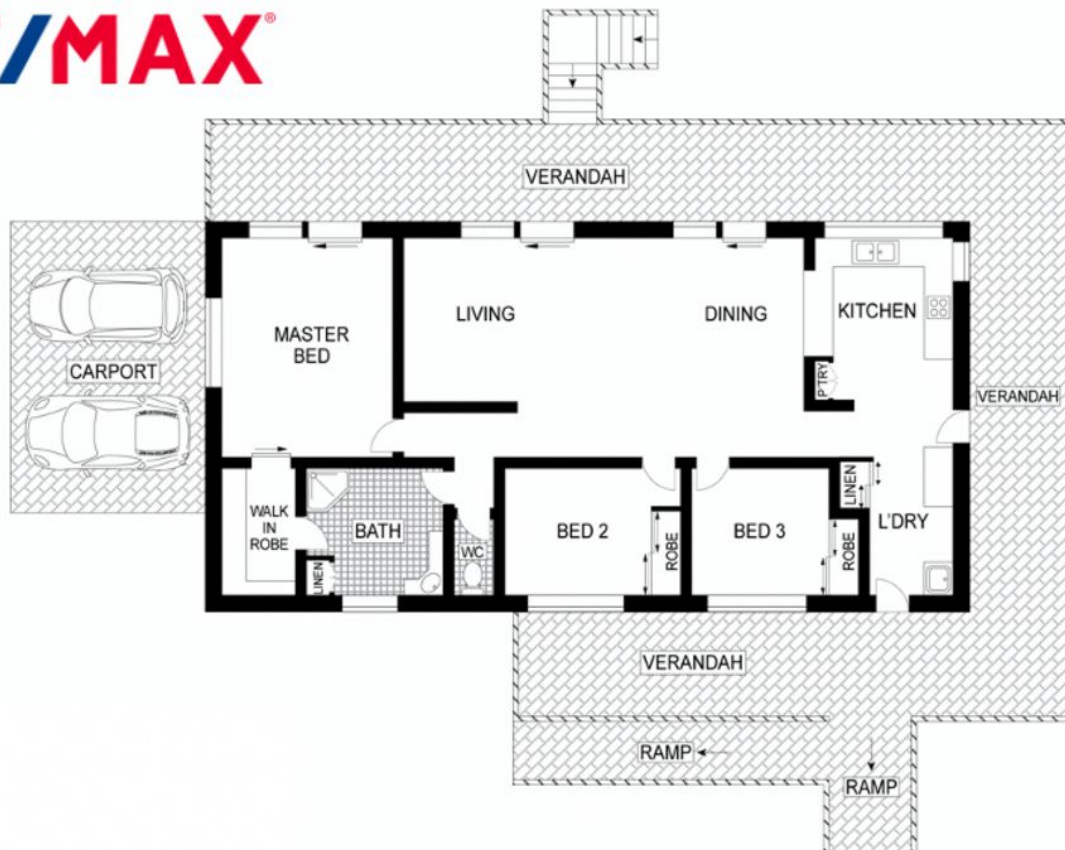 /MAX®
VERANDAH
MASTER
BED
LIVING
DINING
KITCHEN
P'TRY
CARPORT
VERANDAH
WALK
IN
ROBE
BATH
LINEN
WC
BED 2
ROBE
BED 3
ROBE
LINEN
L'DRY
VERANDAH
RAMP
RAMP